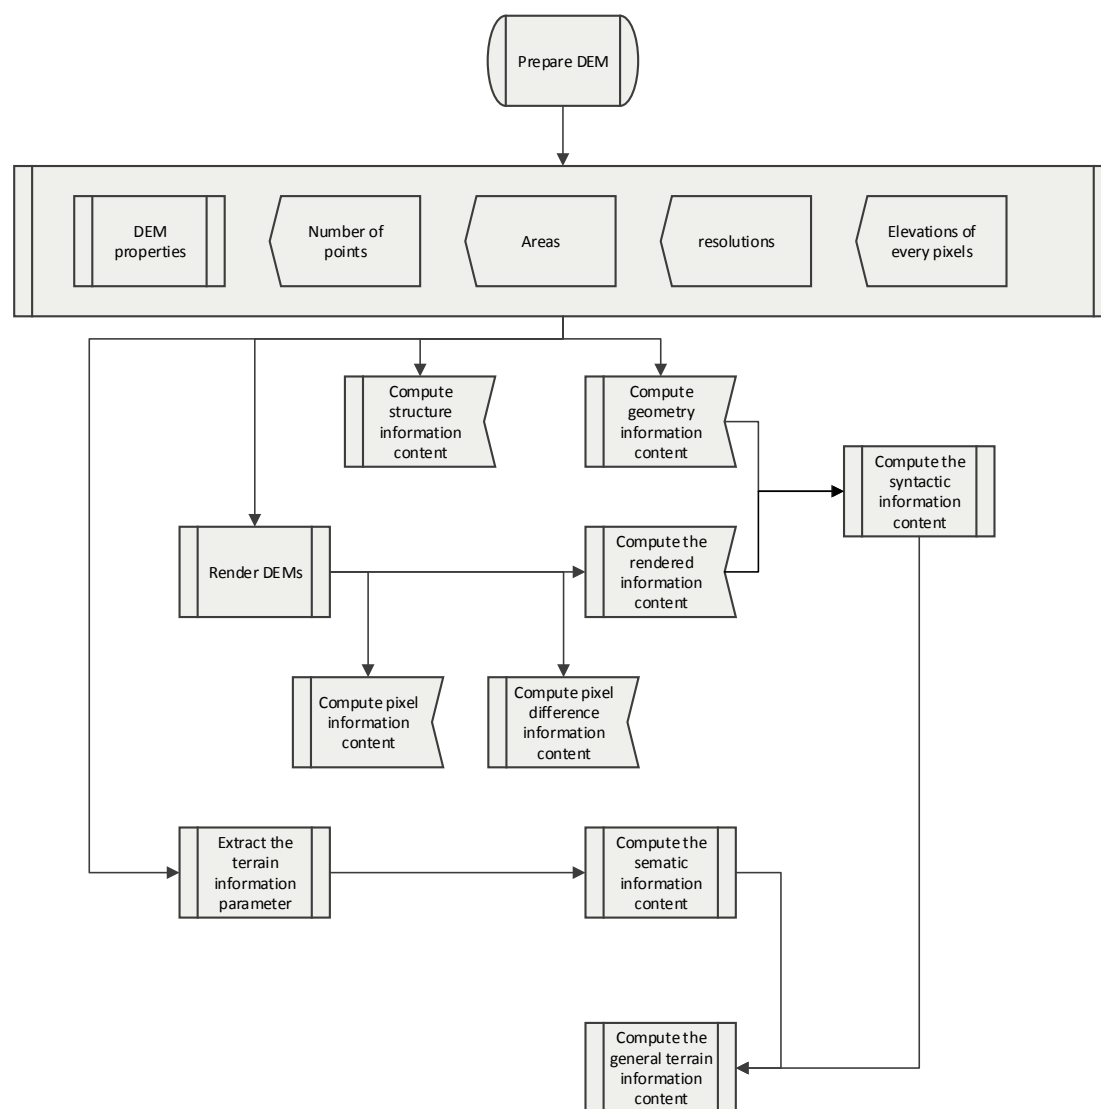 Prepare DEM
DEM
properties
Number of
points
Areas
resolutions
Elevations of
every pixels
Compute
structure
information
content
Compute
geometry
information
content
Compute the
syntactic
information
content
Render DEMs
Compute the
rendered
information
content
Compute pixel
information
content
Compute pixel
difference
information
content
Extract the
terrain
information
parameter
Compute the
sematic
information
content
Compute the
general terrain
information
content